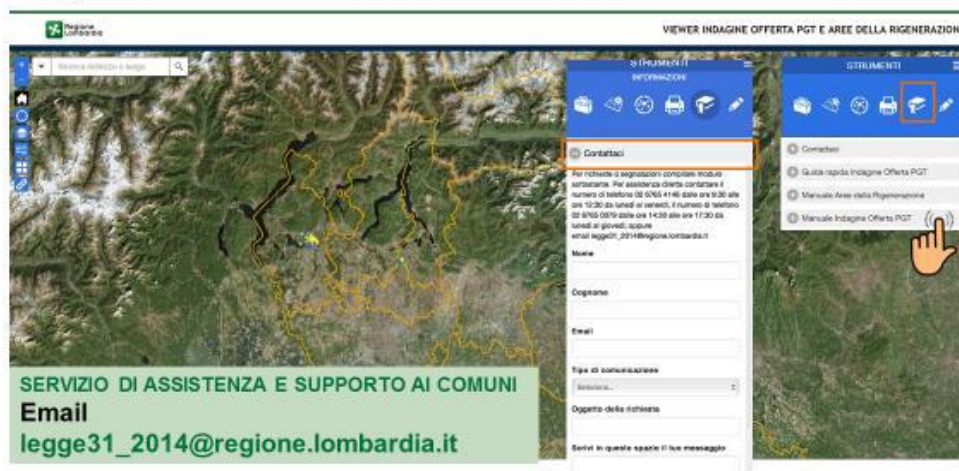 Regione
Lombardia
VIEWER INDAGINE OFFERTA PGT E AREE DELLA RIGENERAZION
Ricerca indirizzo o luogo
STRUMENTI
INFORMAZIONI
Contattaci
Per richieste o segnalazioni compilare modulo
sottostante. Per assistenza diretta contattare il
numero di telefono 02 6765 4146 dalle ore 9:30 alle
ore 12:30 da lunedì a venerdì, il numero di telefono
02 6765 0379 dalle ore 14:30 alle ore 17:30 da
lunedì al giovedì, oppure
email legge31_2014@regione.lombardia.it
Nome
Cognome
Email
Tipo di comunicazione
Seleziona...
Oggetto della richiesta
Scrivi in questo spazio il tuo messaggio
STRUMENTI
Contattaci
Guida rapida Indagine Offerta PGT
Manuale Aree della Rigenerazione
Manuale Indagine Offerta PGT
SERVIZIO DI ASSISTENZA E SUPPORTO AI COMUNI
Email
legge31_2014@regione.lombardia.it